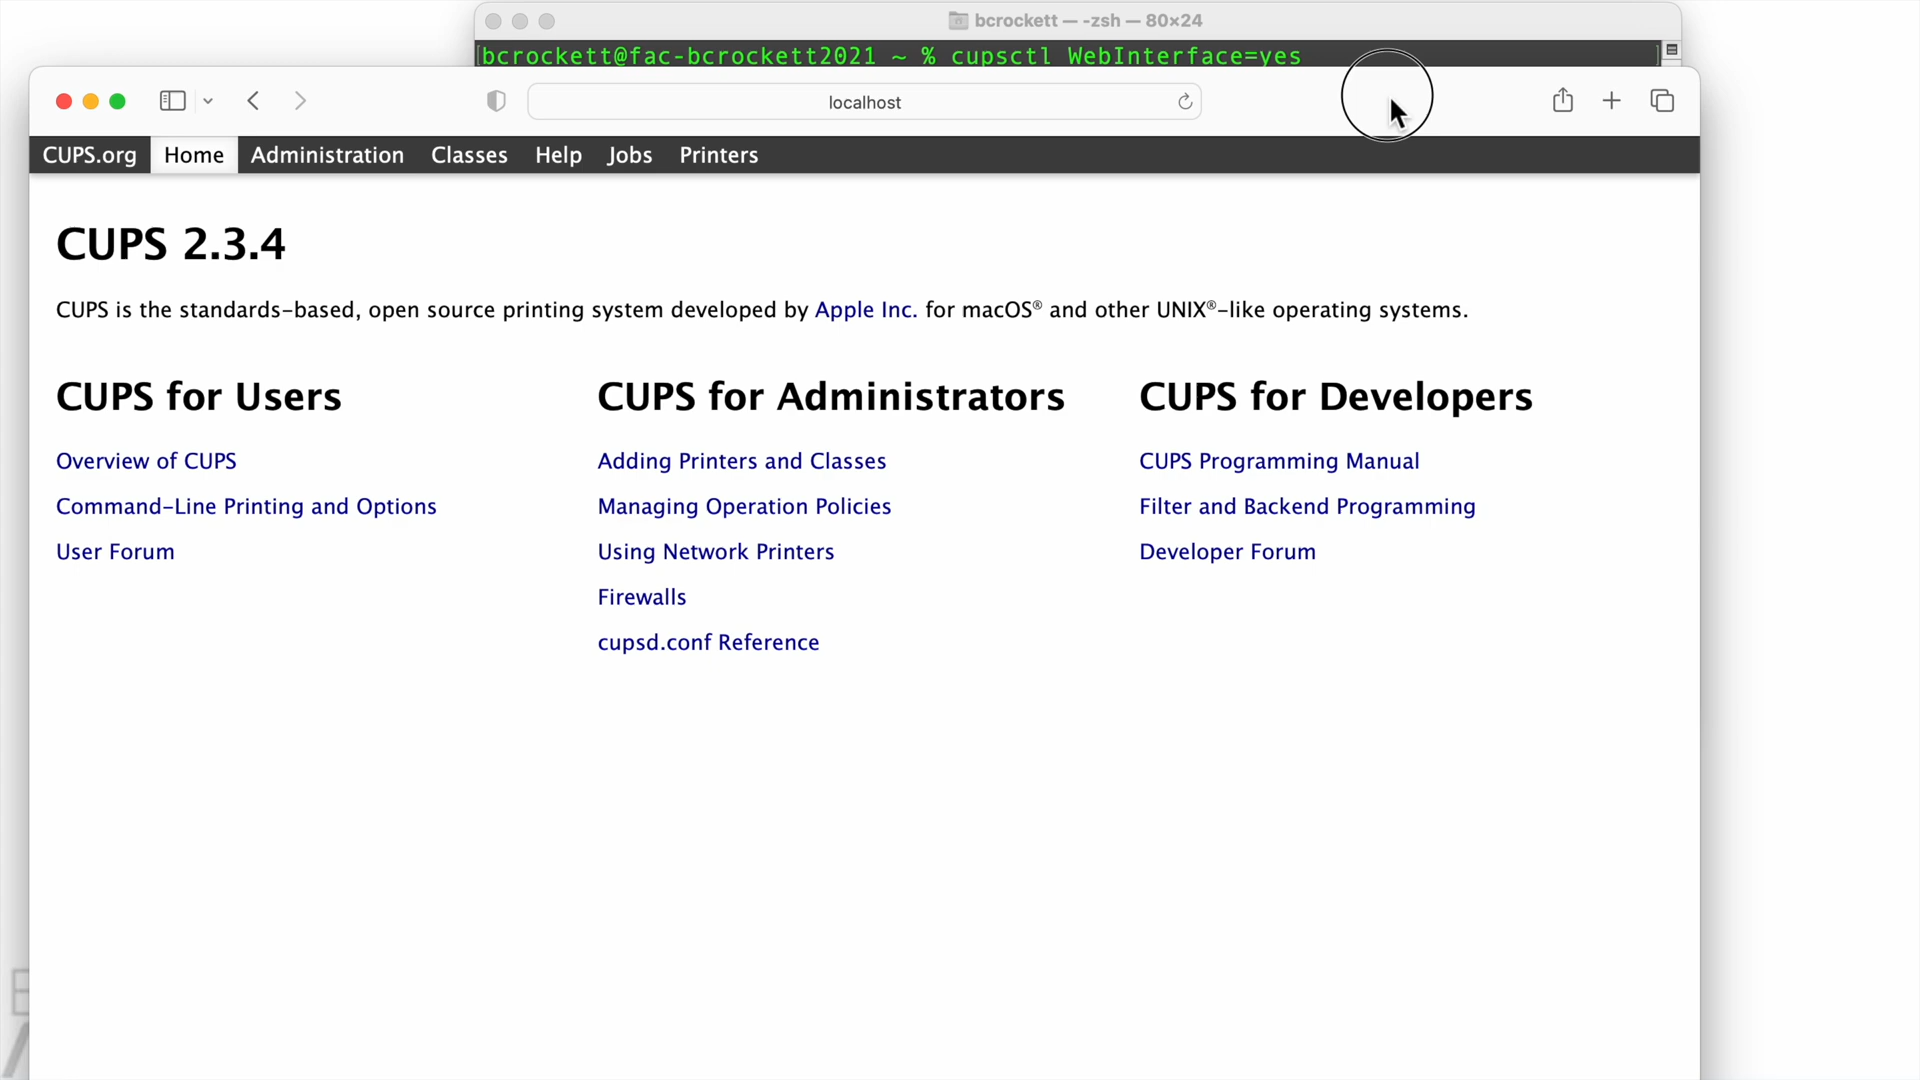 bcrockett — -zsh — 80×24
bcrockett@fac-bcrockett2021 ~ % cupsctl WebInterface=yes
localhost
CUPS.org Home Administration Classes Help Jobs Printers
CUPS 2.3.4
CUPS is the standards-based, open source printing system developed by Apple Inc. for macOS® and other UNIX®-like operating systems.
CUPS for Users
Overview of CUPS
Command-Line Printing and Options
User Forum
CUPS for Administrators
Adding Printers and Classes
Managing Operation Policies
Using Network Printers
Firewalls
cupsd.conf Reference
CUPS for Developers
CUPS Programming Manual
Filter and Backend Programming
Developer Forum